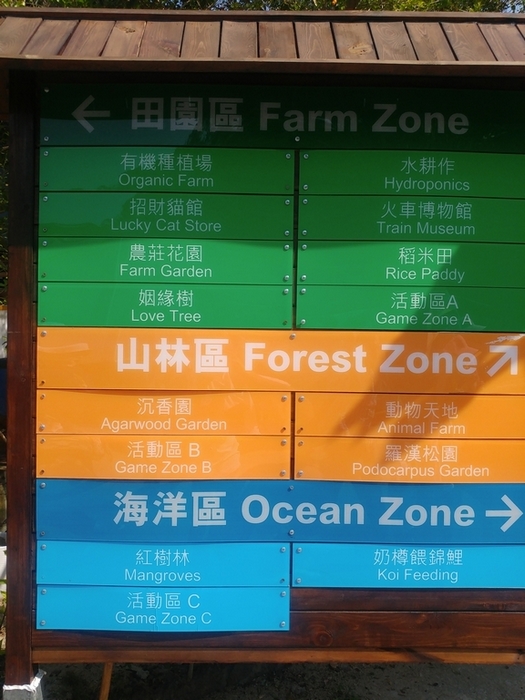 ← 田園區 Farm Zone
有機種植場
Organic Farm
水耕作
Hydroponics
招財貓館
Lucky Cat Store
火車博物館
Train Museum
農莊花園
Farm Garden
稻米田
Rice Paddy
姻緣樹
Love Tree
活動區A
Game Zone A
山林區 Forest Zone ↗
沉香園
Agarwood Garden
動物天地
Animal Farm
活動區 B
Game Zone B
羅漢松園
Podocarpus Garden
海洋區 Ocean Zone →
紅樹林
Mangroves
奶樽餵錦鯉
Koi Feeding
活動區 C
Game Zone C